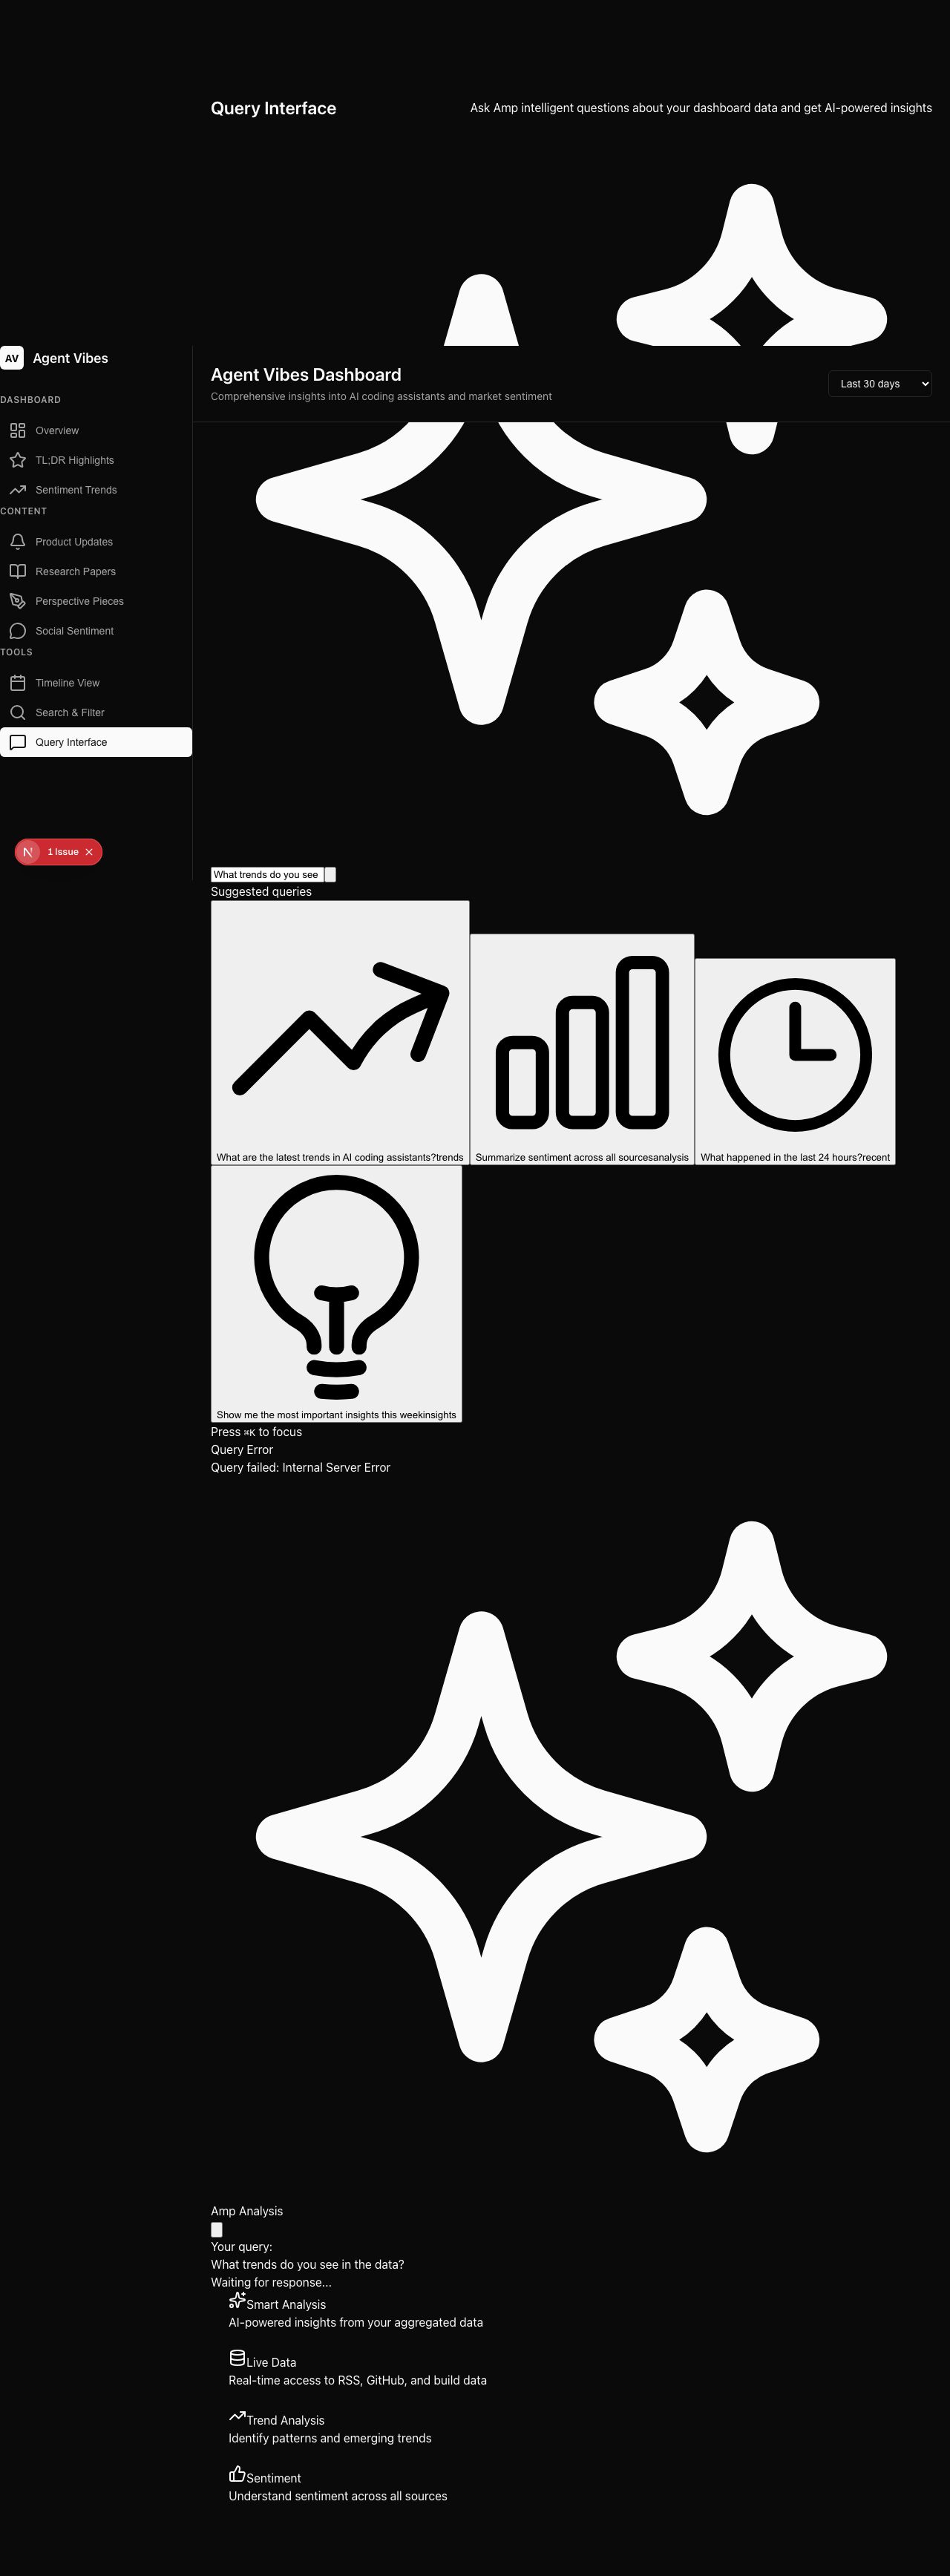 Query Interface
Ask Amp intelligent questions about your dashboard data and get AI-powered insights
AV
Agent Vibes
DASHBOARD
Overview
TL;DR Highlights
Sentiment Trends
CONTENT
Product Updates
Research Papers
Perspective Pieces
Social Sentiment
TOOLS
Timeline View
Search & Filter
Query Interface
N
1 Issue
Agent Vibes Dashboard
Comprehensive insights into AI coding assistants and market sentiment
Last 30 days
What trends do you see
Suggested queries
What are the latest trends in AI coding assistants?trends
Summarize sentiment across all sourcesanalysis
What happened in the last 24 hours?recent
Show me the most important insights this weekinsights
Press ⌘K to focus
Query Error
Query failed: Internal Server Error
Amp Analysis
Your query:
What trends do you see in the data?
Waiting for response...
Smart Analysis
AI-powered insights from your aggregated data
Live Data
Real-time access to RSS, GitHub, and build data
Trend Analysis
Identify patterns and emerging trends
Sentiment
Understand sentiment across all sources